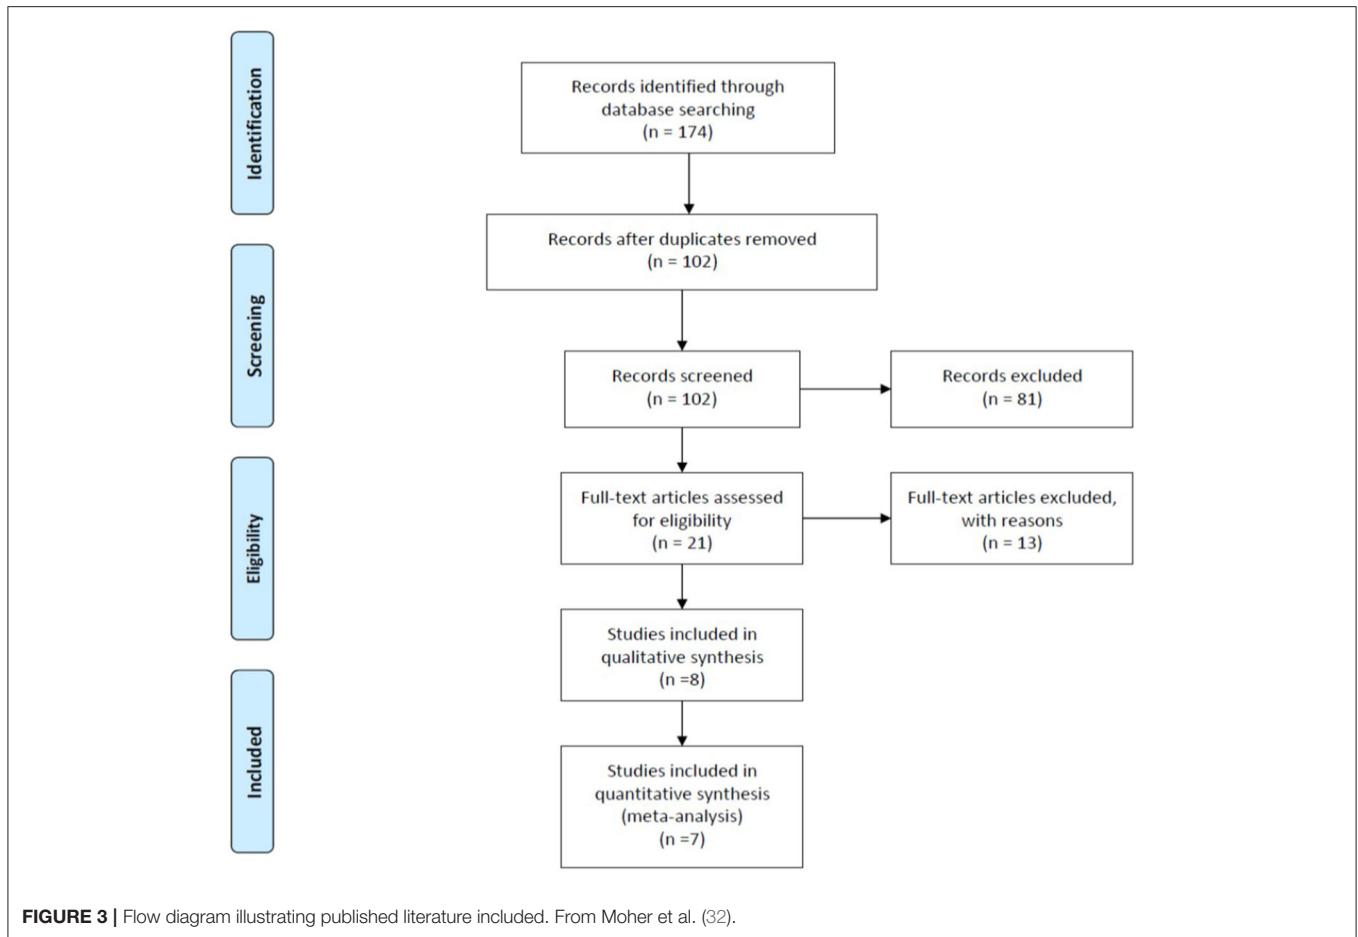 Identification
Records identified through
database searching
(n = 174)
Records after duplicates removed
(n = 102)
Screening
Records screened
(n = 102)
Records excluded
(n = 81)
Eligibility
Full-text articles assessed
for eligibility
(n = 21)
Full-text articles excluded,
with reasons
(n = 13)
Studies included in
qualitative synthesis
(n =8)
Included
Studies included in
quantitative synthesis
(meta-analysis)
(n =7)
FIGURE 3 | Flow diagram illustrating published literature included. From Moher et al. (32).